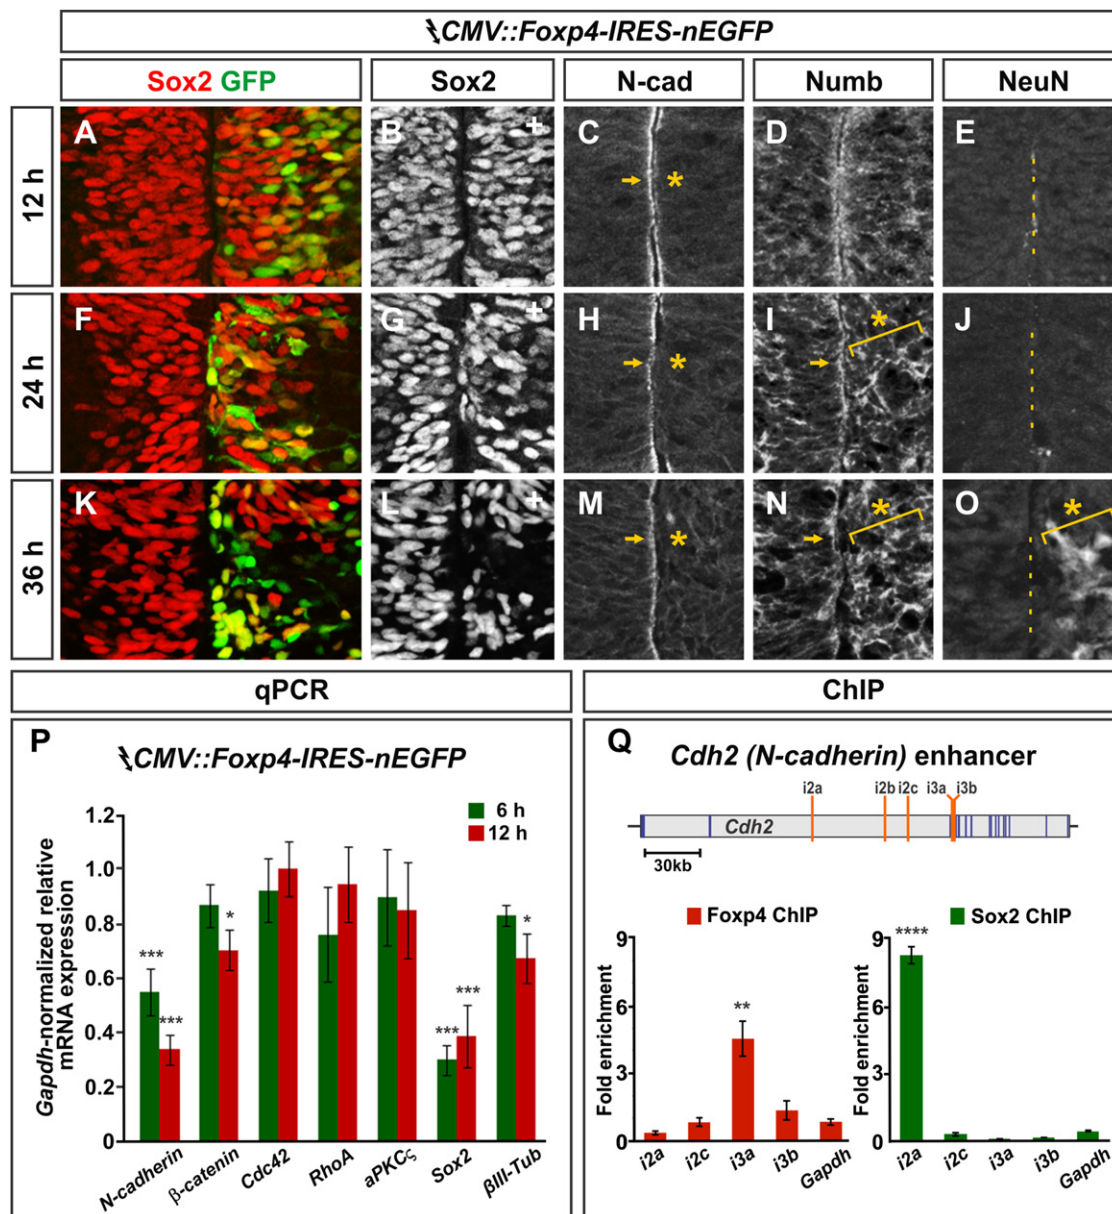 CMV::Foxp4-IRES-nEGFP
Sox2 GFP
Sox2
N-cad
Numb
NeuN
12 h
A
B
+
C
*
D
E
24 h
F
G
+
H
*
I
*
J
36 h
K
L
+
M
*
N
*
O
*
qPCR
P
CMV::Foxp4-IRES-nEGFP
Gapdh-normalized relative
mRNA expression
1.2
1.0
0.8
0.6
0.4
0.2
0
6 h
12 h
***
***
*
***
***
*
N-cadherin
β-catenin
Cdc42
RhoA
aPKCς
Sox2
βIII-Tub
ChIP
Q
Cdh2 (N-cadherin) enhancer
i2a
i2b
i2c
i3a
i3b
Cdh2
30kb
Foxp4 ChIP
Fold enrichment
9
6
3
0
**
i2a
i2c
i3a
i3b
Gapdh
Sox2 ChIP
Fold enrichment
9
6
3
0
****
i2a
i2c
i3a
i3b
Gapdh